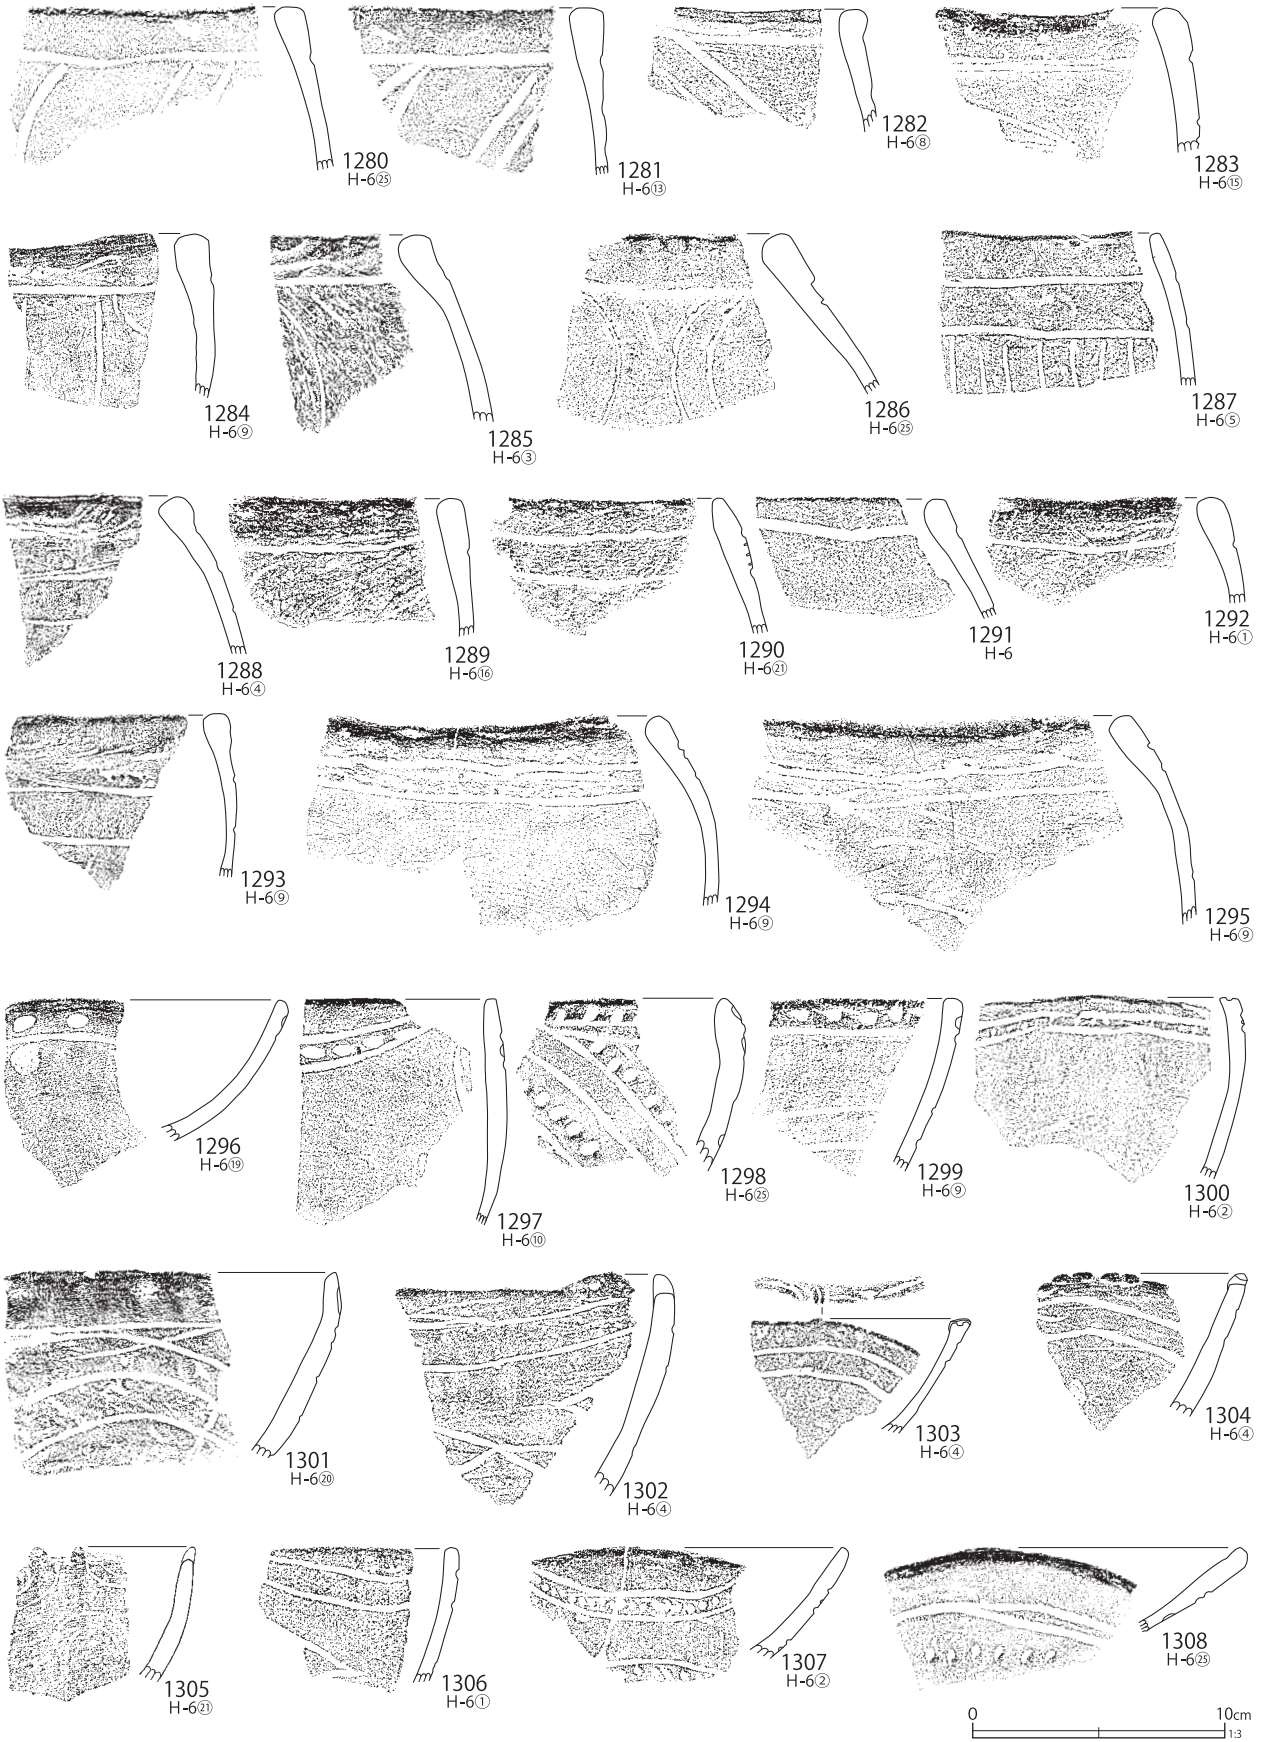 1280
H-6㉕
1281
H-6⑬
1282
H-6⑧
1283
H-6⑮
1284
H-6⑨
1285
H-6③
1286
H-6㉕
1287
H-6⑤
1288
H-6④
1289
H-6⑯
1290
H-6㉑
1291
H-6
1292
H-6①
1293
H-6⑨
1294
H-6⑨
1295
H-6⑨
1296
H-6⑲
1297
H-6⑩
1298
H-6㉕
1299
H-6⑨
1300
H-6②
1301
H-6⑳
1302
H-6④
1303
H-6④
1304
H-6④
1305
H-6㉑
1306
H-6①
1307
H-6②
1308
H-6㉕
0 10cm
1:3